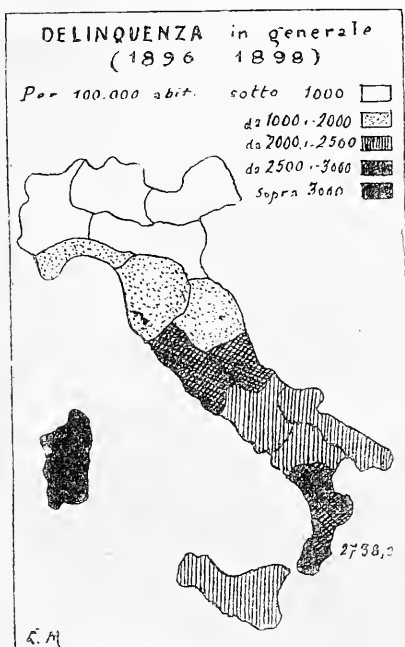 DELINQUENZA in generale
(1896 1898)
Per 100.000 abit. sotto 1000
da 1000 a 2000
da 2000 a 2500
da 2500 a 3000
Sopra 3000
2738,
E. M